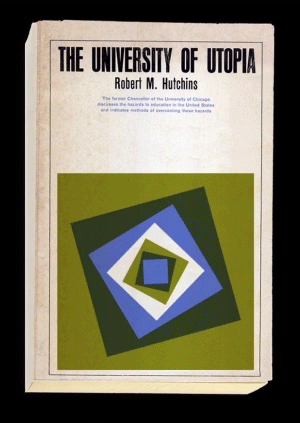 THE UNIVERSITY OF UTOPIA
Robert M. Hutchins
The former Chancellor of the University of Chicago
discusses the hazards to education in the United States
and indicates methods of overcoming these hazards